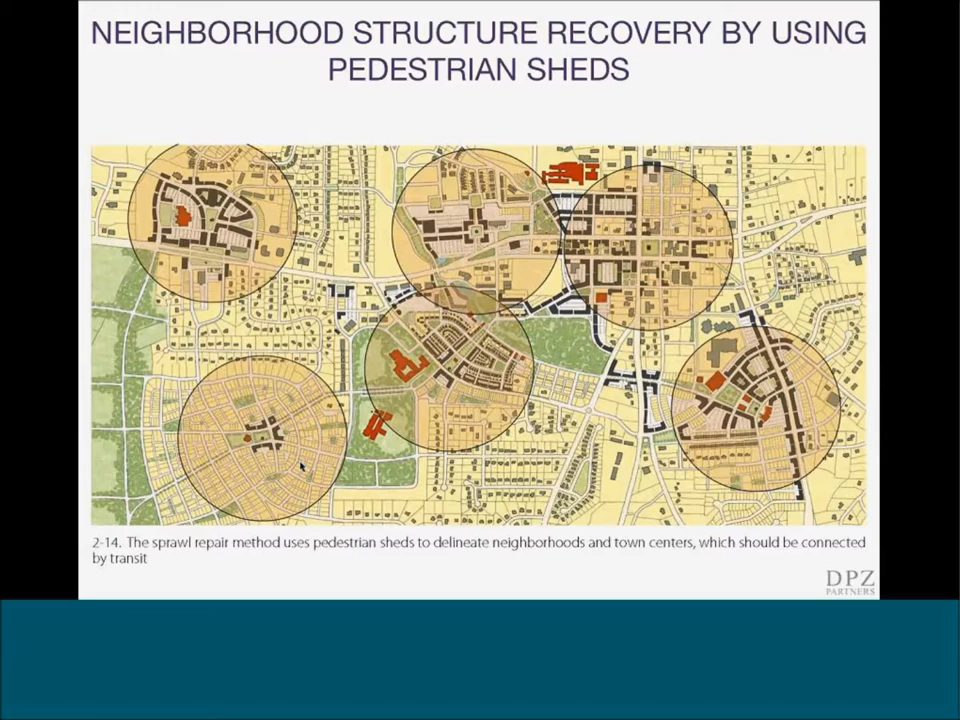 NEIGHBORHOOD STRUCTURE RECOVERY BY USING
PEDESTRIAN SHEDS
2-14. The sprawl repair method uses pedestrian sheds to delineate neighborhoods and town centers, which should be connected
by transit
DPZ
PARTNERS